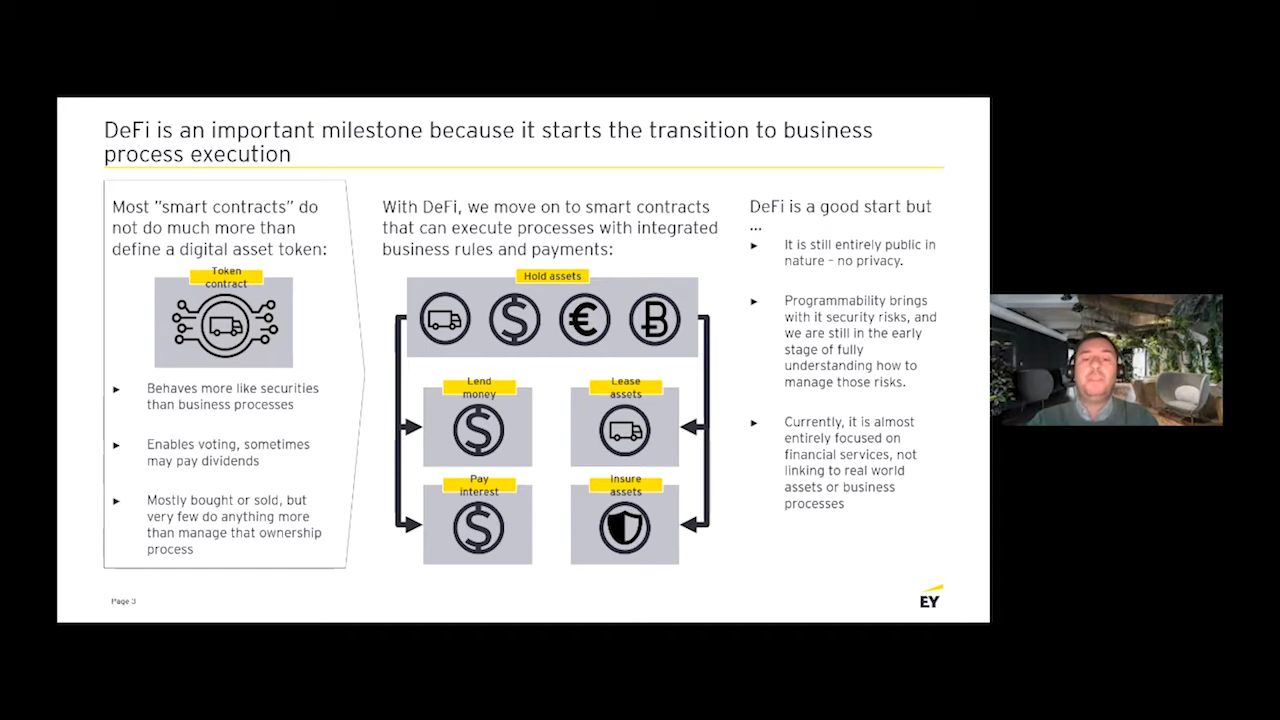 DeFi is an important milestone because it starts the transition to business
process execution
Most “smart contracts” do
not do much more than
define a digital asset token:
Token
contract
► Behaves more like securities
than business processes
► Enables voting, sometimes
may pay dividends
► Mostly bought or sold, but
very few do anything more
than manage that ownership
process
With DeFi, we move on to smart contracts
that can execute processes with integrated
business rules and payments:
Hold assets
Lend
money
Lease
assets
Pay
interest
Insure
assets
DeFi is a good start but
...
► It is still entirely public in
nature – no privacy.
► Programmability brings
with it security risks, and
we are still in the early
stage of fully
understanding how to
manage those risks.
► Currently, it is almost
entirely focused on
financial services, not
linking to real world
assets or business
processes
Page 3
EY